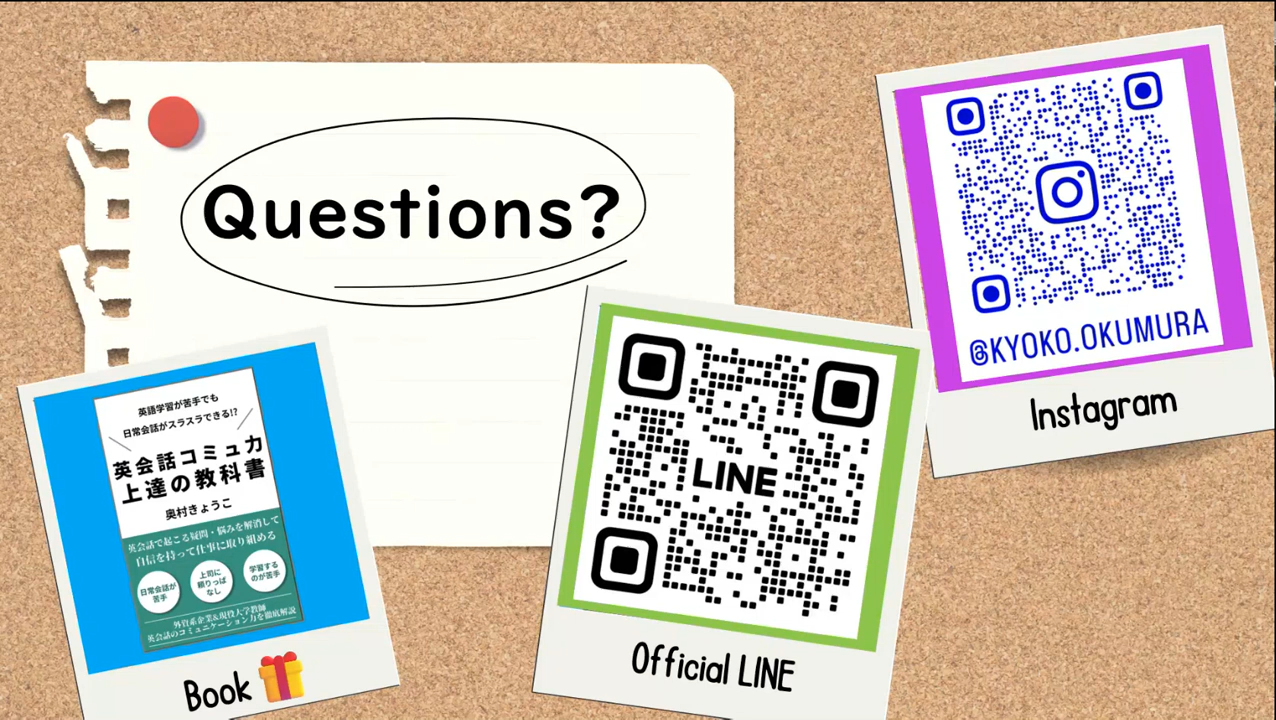 Questions?
@KYOKO.OKUMURA
Instagram
LINE
Official LINE
英語学習が苦手でも
日常会話がスラスラできる!?
英会話コミュ力
上達の教科書
奥村きょうこ
英会話で起こる疑問・悩みを解消して
自信を持って仕事に取り組める
日常会話が
苦手
上司に
頼りっぱ
なし
学習する
のが苦手
外資系企業&現役大学教師
英会話のコミュニケーション力を徹底解説
Book